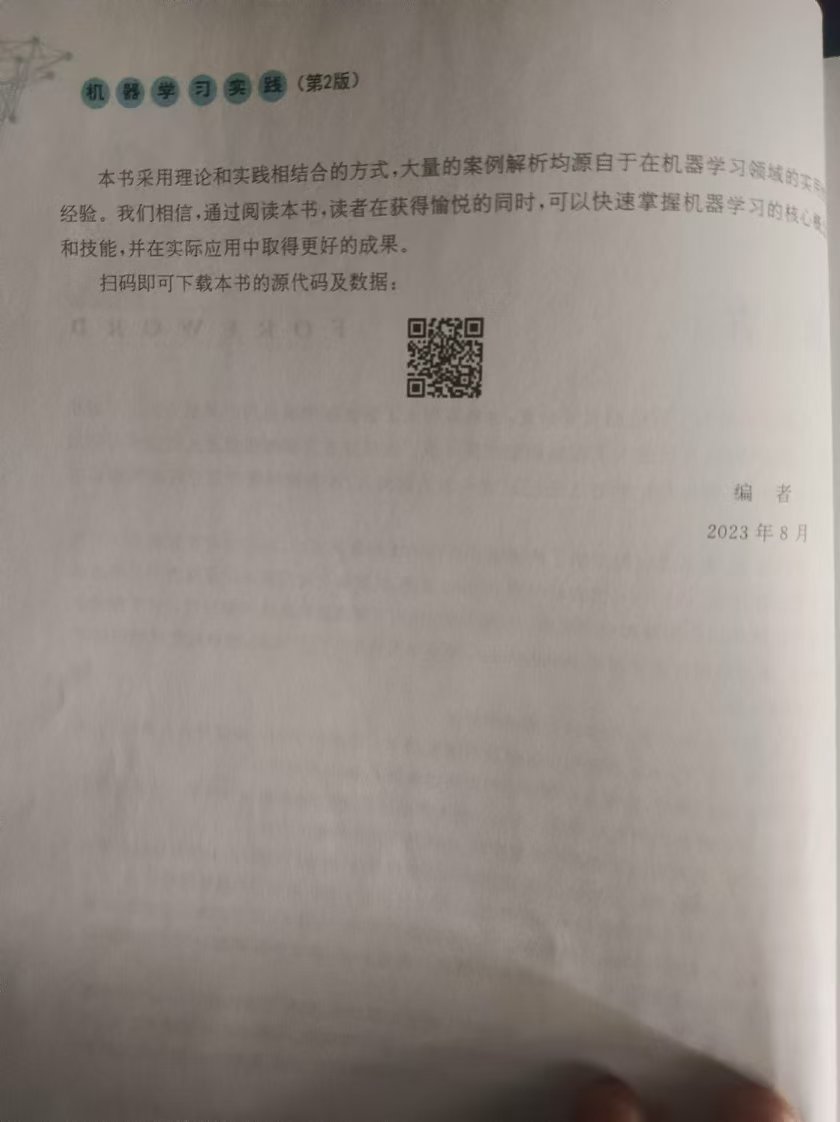 机器学习实践(第2版)
本书采用理论和实践相结合的方式,大量的案例解析均源自于在机器学习领域的实
经验。我们相信,通过阅读本书,读者在获得愉悦的同时,可以快速掌握机器学习的核心
和技能,并在实际应用中取得更好的成果。
扫码即可下载本书的源代码及数据:
FOREWORD
编 者
2023年8月